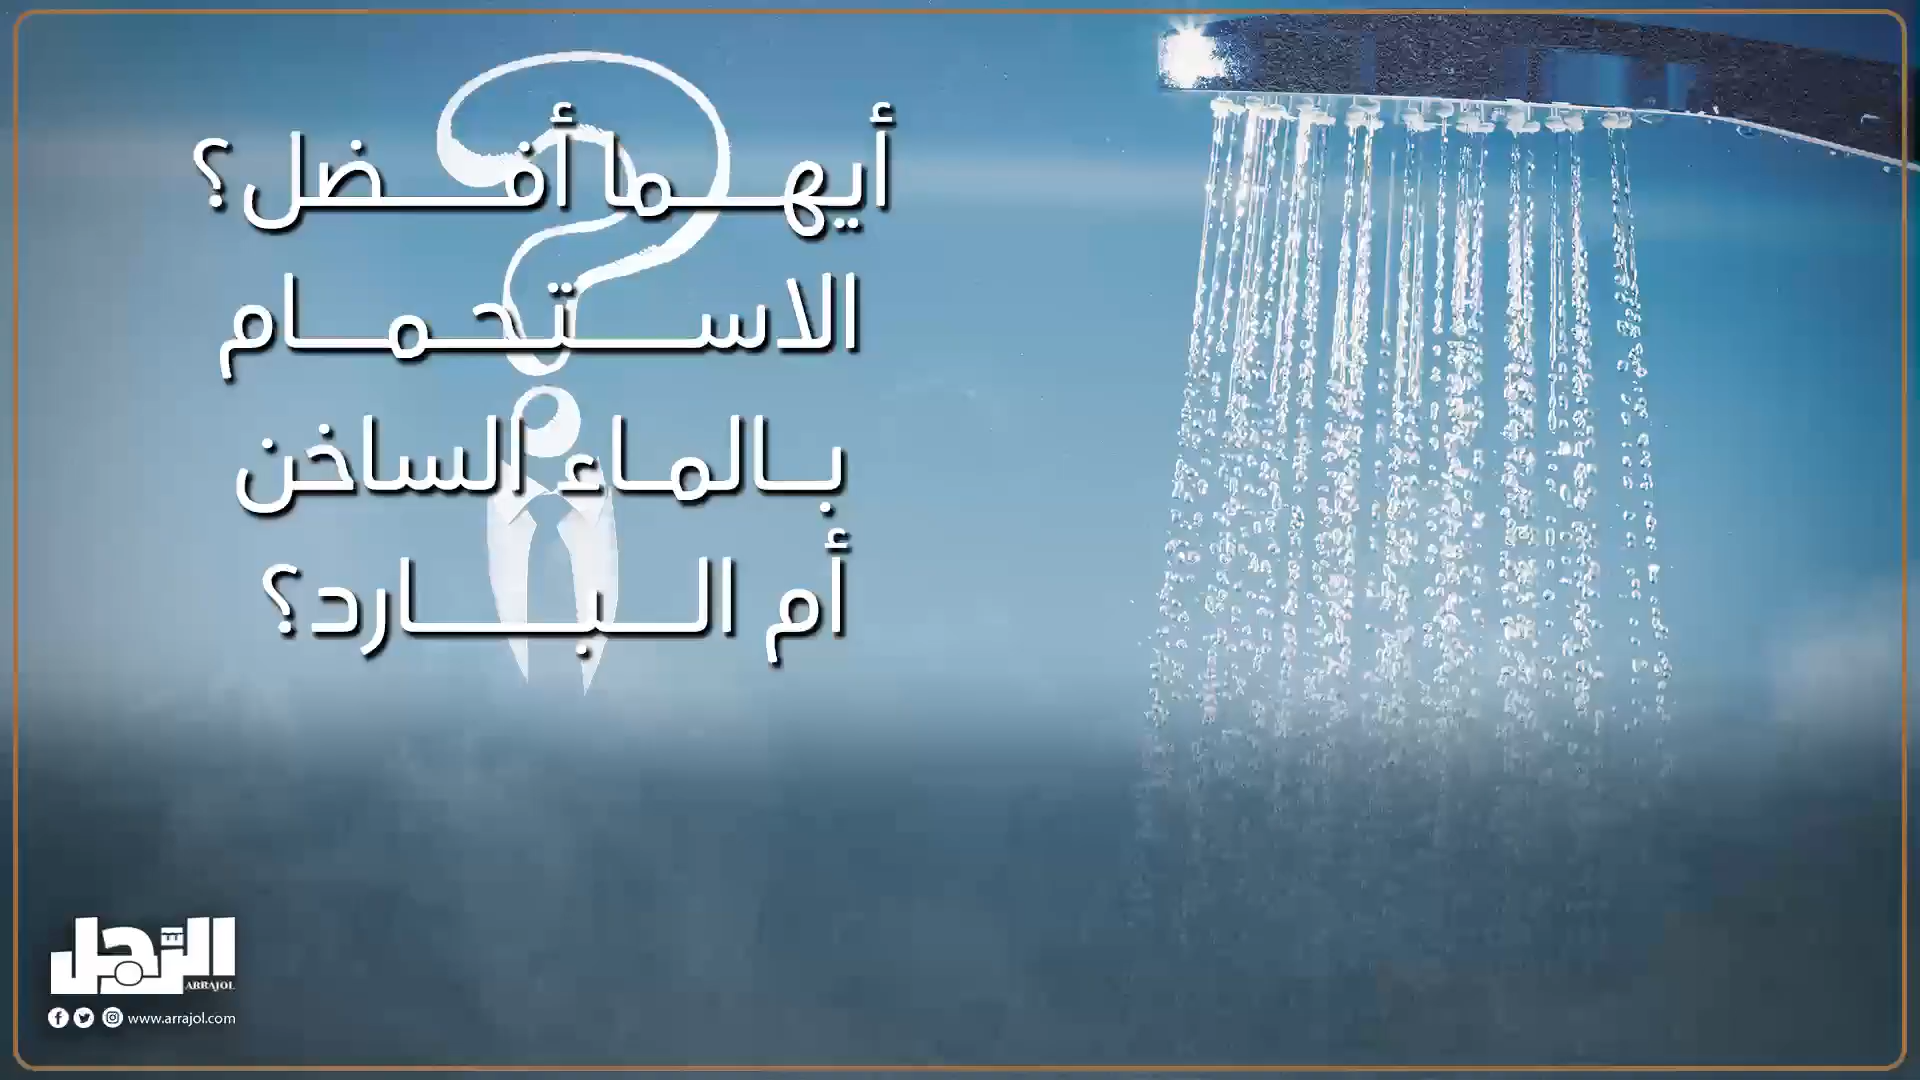 أيهما أفضل؟
الاستحمام
بالماء الساخن
أم البارد؟
الرجل
ARRAJOL
www.arrajol.com